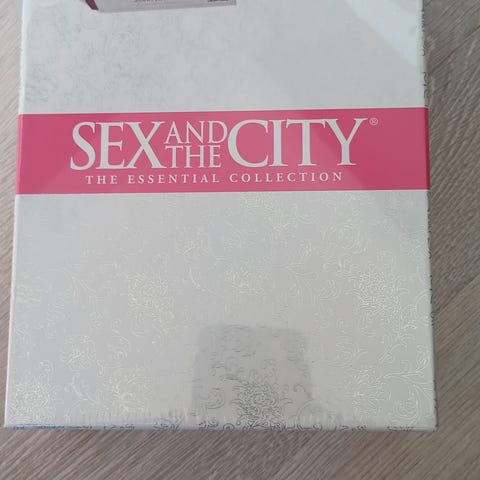 SEX AND THE CITY®
THE ESSENTIAL COLLECTION